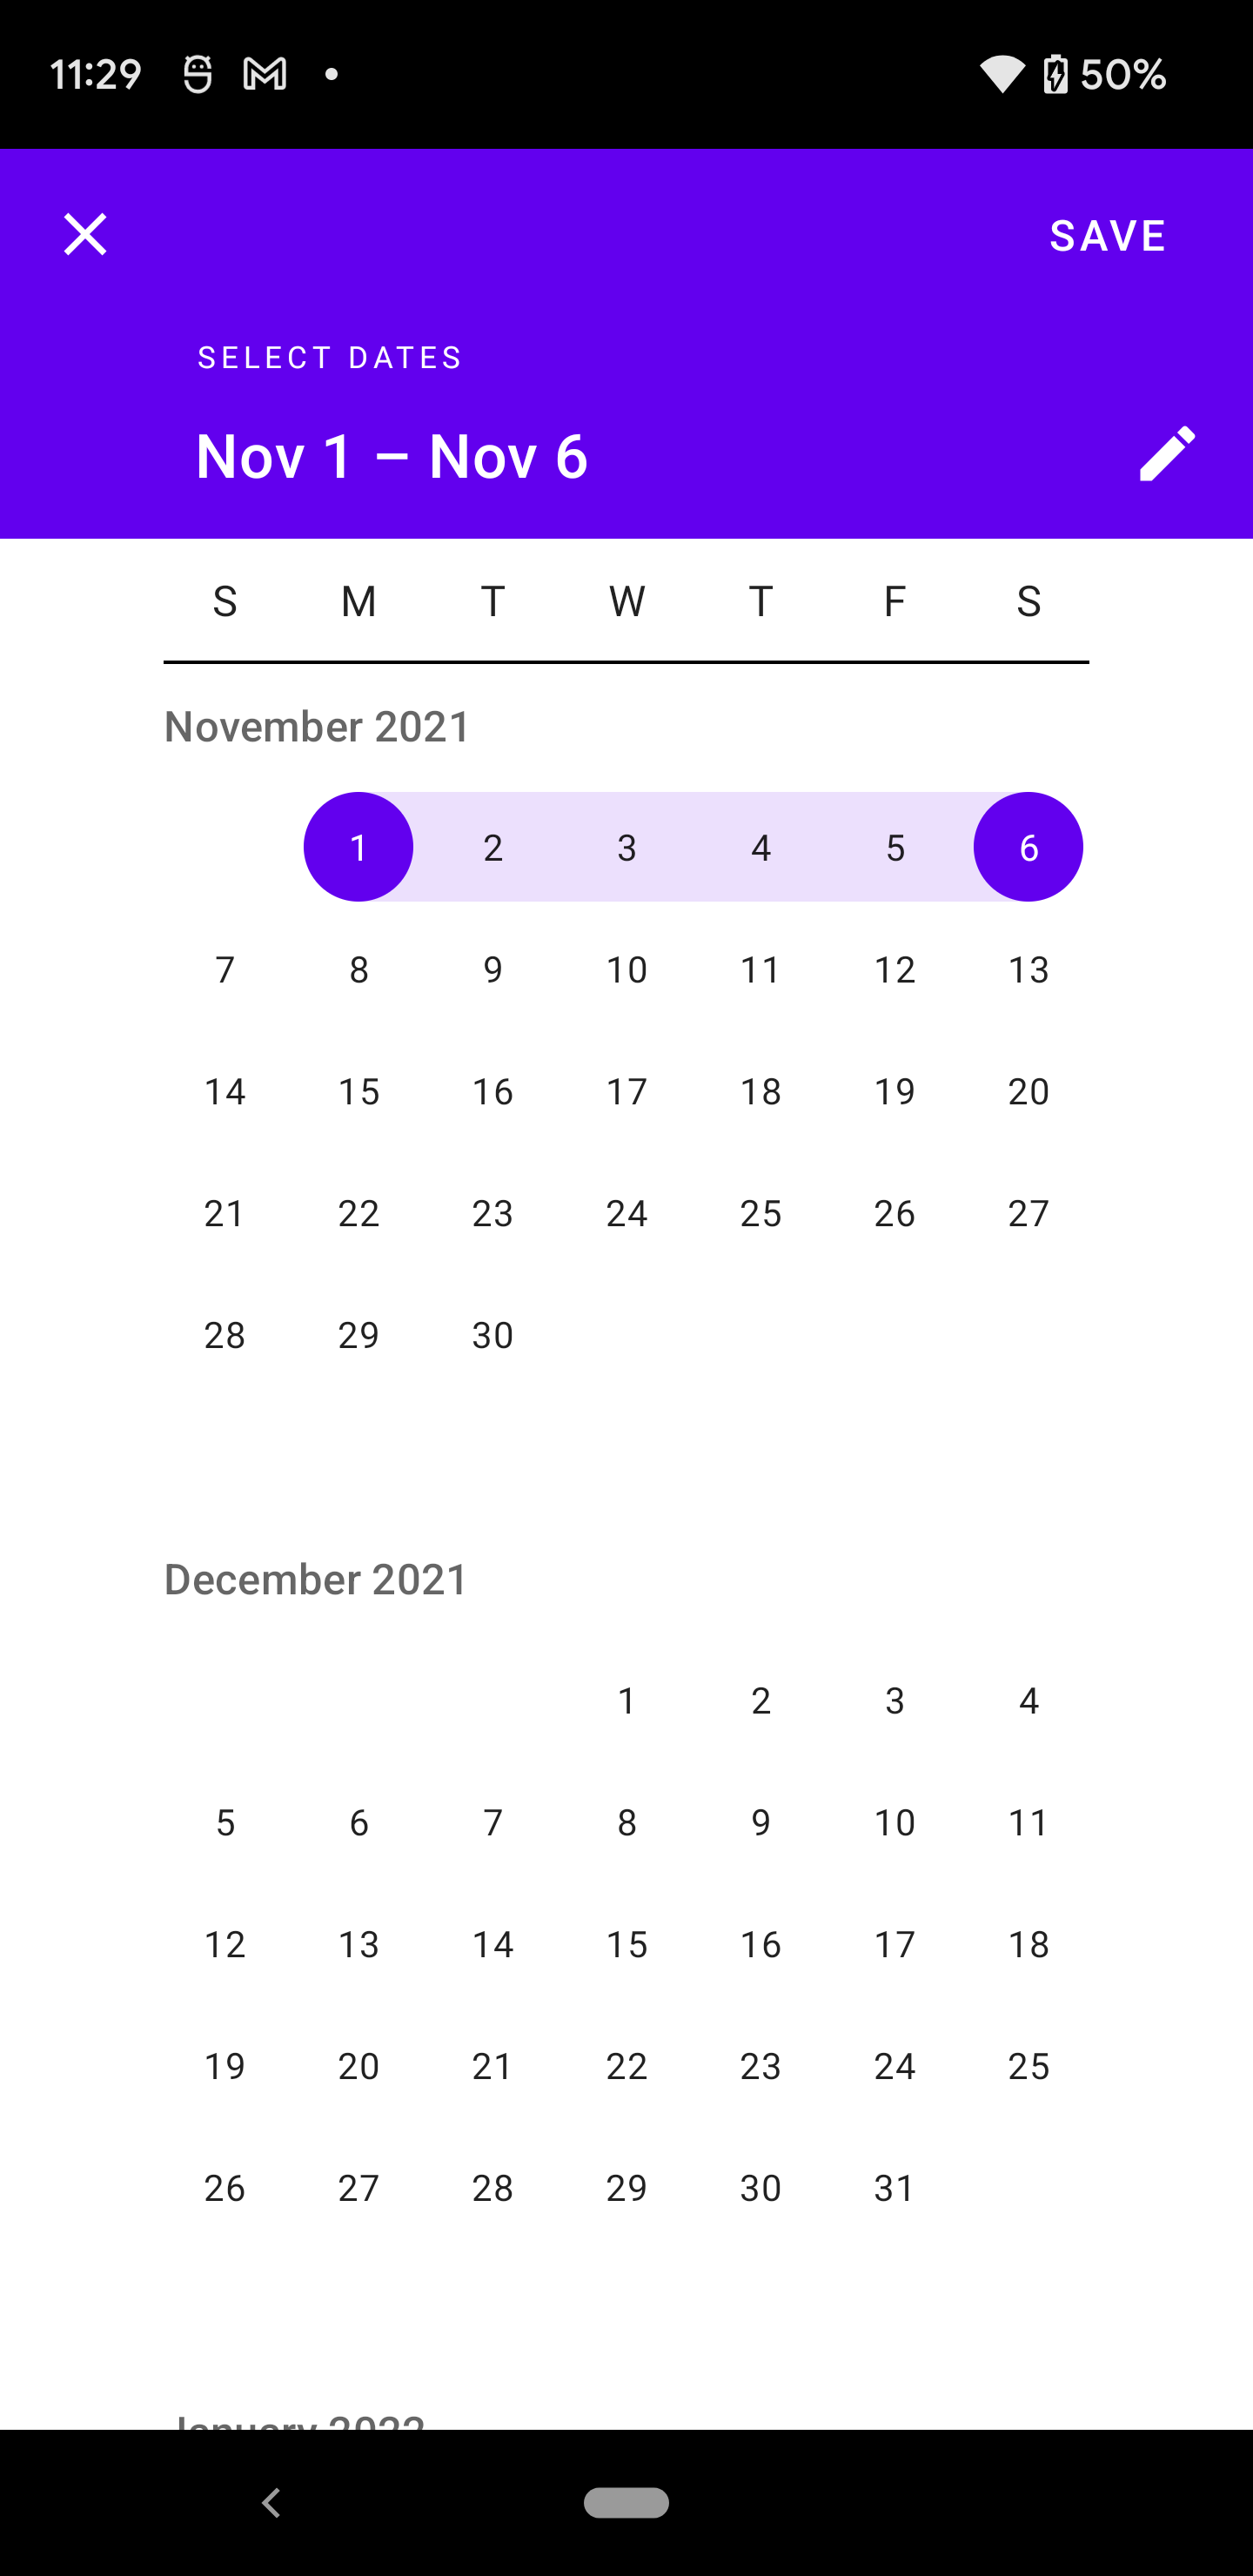 11:29 50%
SAVE
SELECT DATES
Nov 1 – Nov 6
S M T W T F S
November 2021
1 2 3 4 5 6
7 8 9 10 11 12 13
14 15 16 17 18 19 20
21 22 23 24 25 26 27
28 29 30
December 2021
1 2 3 4
5 6 7 8 9 10 11
12 13 14 15 16 17 18
19 20 21 22 23 24 25
26 27 28 29 30 31
January 2022